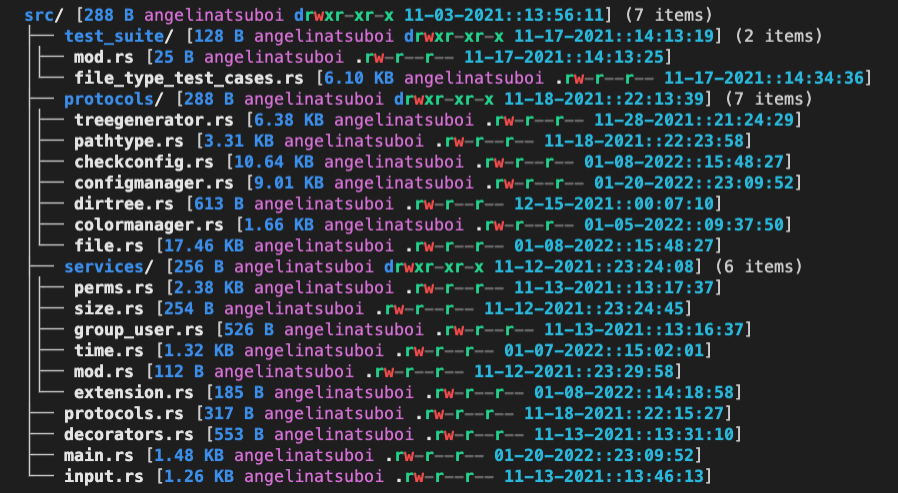 src/ [288 B angelinatsuboi drwxr-xr-x 11-03-2021::13:56:11] (7 items)
├── test_suite/ [128 B angelinatsuboi drwxr-xr-x 11-17-2021::14:13:19] (2 items)
│   ├── mod.rs [25 B angelinatsuboi .rw-r--r-- 11-17-2021::14:13:25]
│   └── file_type_test_cases.rs [6.10 KB angelinatsuboi .rw-r--r-- 11-17-2021::14:34:36]
├── protocols/ [288 B angelinatsuboi drwxr-xr-x 11-18-2021::22:13:39] (7 items)
│   ├── treegenerator.rs [6.38 KB angelinatsuboi .rw-r--r-- 11-28-2021::21:24:29]
│   ├── pathtype.rs [3.31 KB angelinatsuboi .rw-r--r-- 11-18-2021::22:23:58]
│   ├── checkconfig.rs [10.64 KB angelinatsuboi .rw-r--r-- 01-08-2022::15:48:27]
│   ├── configmanager.rs [9.01 KB angelinatsuboi .rw-r--r-- 01-20-2022::23:09:52]
│   ├── dirtree.rs [613 B angelinatsuboi .rw-r--r-- 12-15-2021::00:07:10]
│   ├── colormanager.rs [1.66 KB angelinatsuboi .rw-r--r-- 01-05-2022::09:37:50]
│   └── file.rs [17.46 KB angelinatsuboi .rw-r--r-- 01-08-2022::15:48:27]
├── services/ [256 B angelinatsuboi drwxr-xr-x 11-12-2021::23:24:08] (6 items)
│   ├── perms.rs [2.38 KB angelinatsuboi .rw-r--r-- 11-13-2021::13:17:37]
│   ├── size.rs [254 B angelinatsuboi .rw-r--r-- 11-12-2021::23:24:45]
│   ├── group_user.rs [526 B angelinatsuboi .rw-r--r-- 11-13-2021::13:16:37]
│   ├── time.rs [1.32 KB angelinatsuboi .rw-r--r-- 01-07-2022::15:02:01]
│   ├── mod.rs [112 B angelinatsuboi .rw-r--r-- 11-12-2021::23:29:58]
│   └── extension.rs [185 B angelinatsuboi .rw-r--r-- 01-08-2022::14:18:58]
├── protocols.rs [317 B angelinatsuboi .rw-r--r-- 11-18-2021::22:15:27]
├── decorators.rs [553 B angelinatsuboi .rw-r--r-- 11-13-2021::13:31:10]
├── main.rs [1.48 KB angelinatsuboi .rw-r--r-- 01-20-2022::23:09:52]
└── input.rs [1.26 KB angelinatsuboi .rw-r--r-- 11-13-2021::13:46:13]